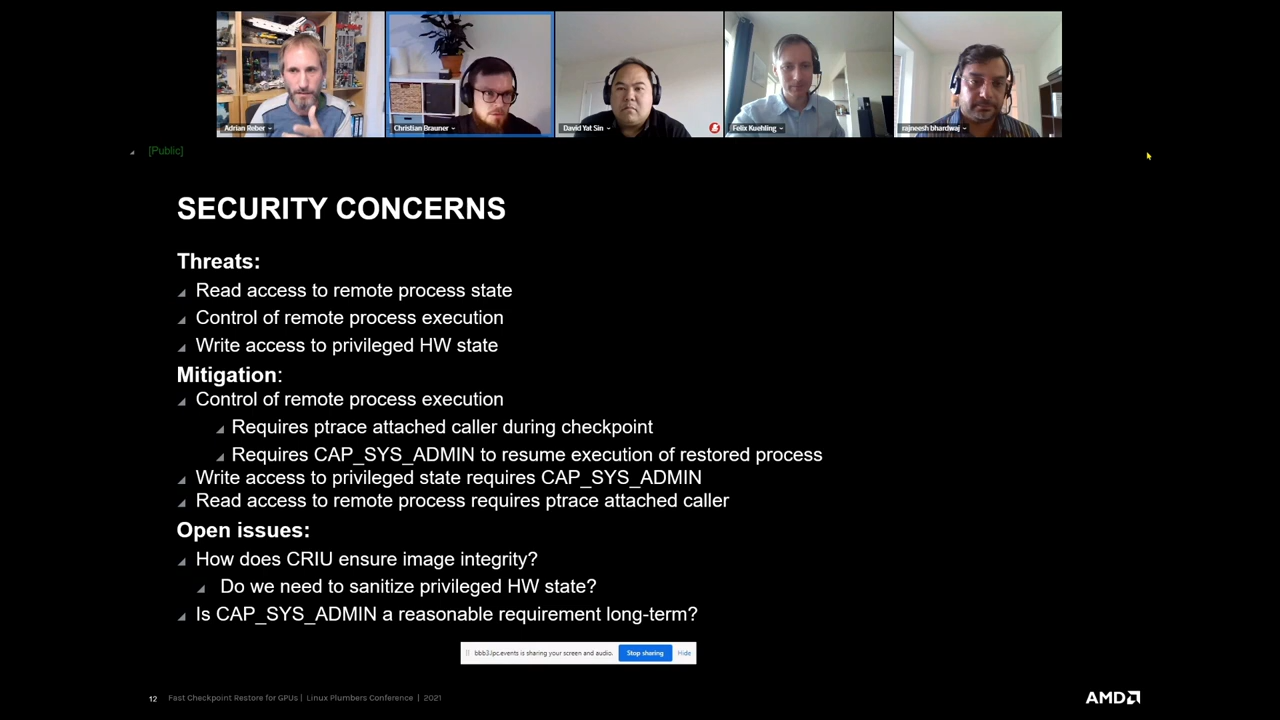 Adrian Reber
Christian Brauner
David Yat Sin
Felix Kuehling
rajneesh bhardwaj
[Public]
SECURITY CONCERNS
Threats:
Read access to remote process state
Control of remote process execution
Write access to privileged HW state
Mitigation:
Control of remote process execution
Requires ptrace attached caller during checkpoint
Requires CAP_SYS_ADMIN to resume execution of restored process
Write access to privileged state requires CAP_SYS_ADMIN
Read access to remote process requires ptrace attached caller
Open issues:
How does CRIU ensure image integrity?
Do we need to sanitize privileged HW state?
Is CAP_SYS_ADMIN a reasonable requirement long-term?
bbb3.lpc.events is sharing your screen and audio. Stop sharing Hide
12 Fast Checkpoint Restore for GPUs | Linux Plumbers Conference | 2021
AMD